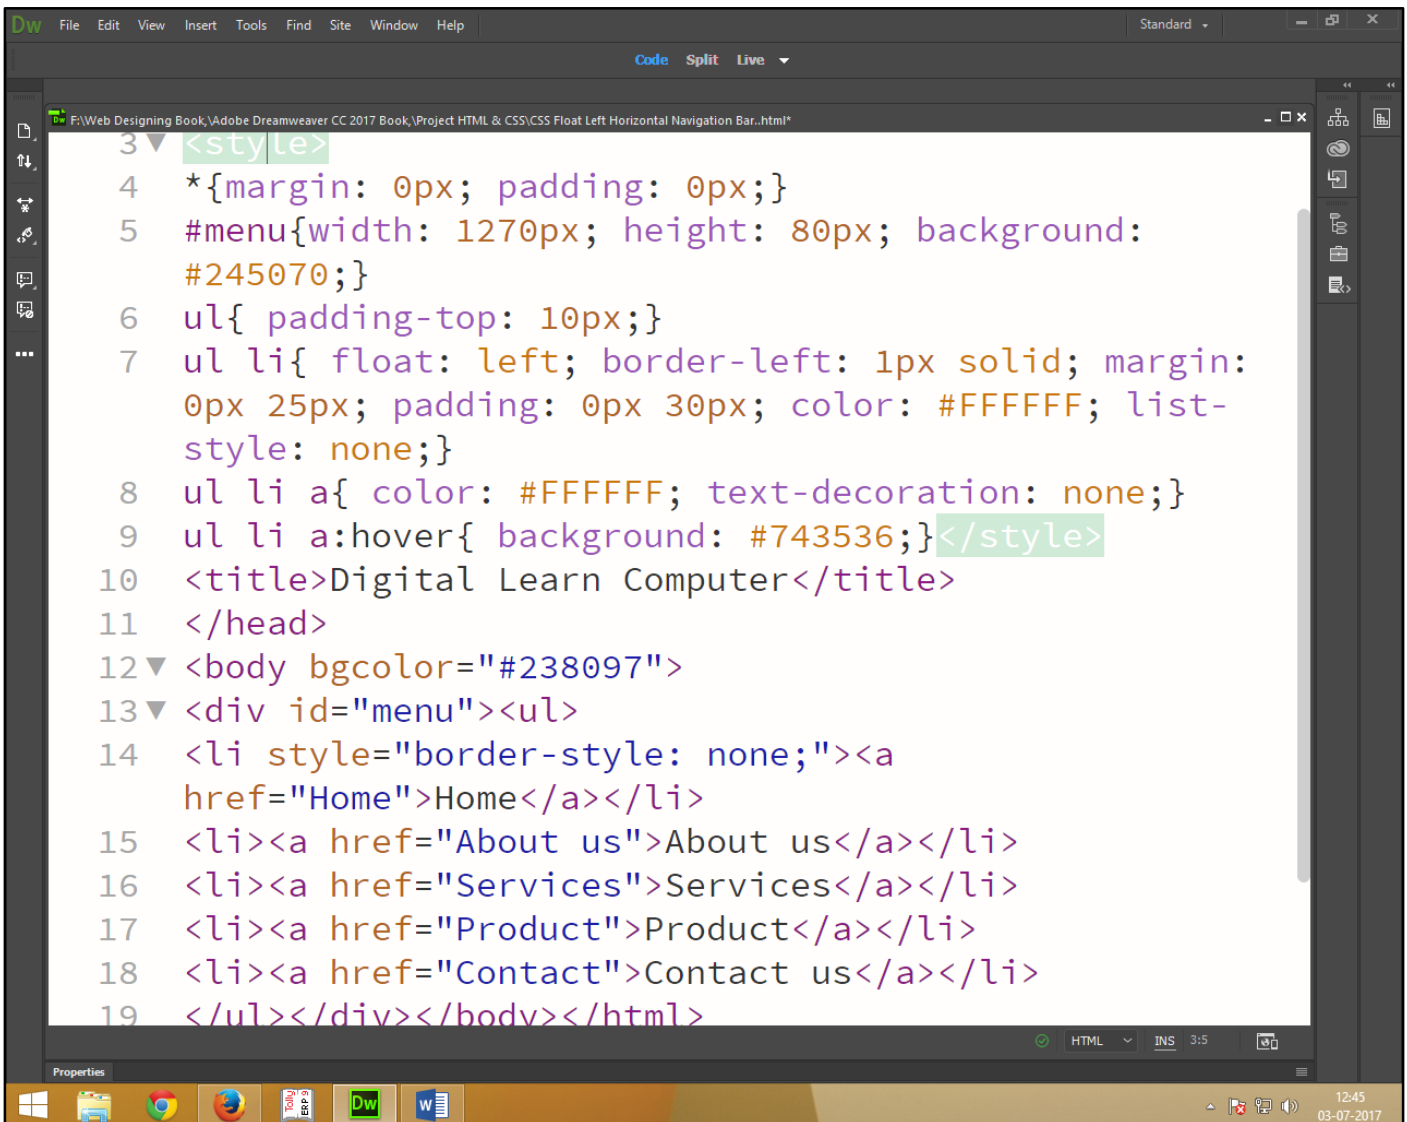 Dw File Edit View Insert Tools Find Site Window Help Standard
Code Split Live
F:\Web Designing Book,\Adobe Dreamweaver CC 2017 Book,\Project HTML & CSS\CSS Float Left Horizontal Navigation Bar..html*
3 <style>
4 *{margin: 0px; padding: 0px;}
5 #menu{width: 1270px; height: 80px; background:
#245070;}
6 ul{ padding-top: 10px;}
7 ul li{ float: left; border-left: 1px solid; margin:
0px 25px; padding: 0px 30px; color: #FFFFFF; list-
style: none;}
8 ul li a{ color: #FFFFFF; text-decoration: none;}
9 ul li a:hover{ background: #743536;}</style>
10 <title>Digital Learn Computer</title>
11 </head>
12 <body bgcolor="#238097">
13 <div id="menu"><ul>
14 <li style="border-style: none;"><a
href="Home">Home</a></li>
15 <li><a href="About us">About us</a></li>
16 <li><a href="Services">Services</a></li>
17 <li><a href="Product">Product</a></li>
18 <li><a href="Contact">Contact us</a></li>
19 </ul></div></body></html>
HTML INS 3:5
Properties
Tolly ERP 9 Dw W 12:45
03-07-2017